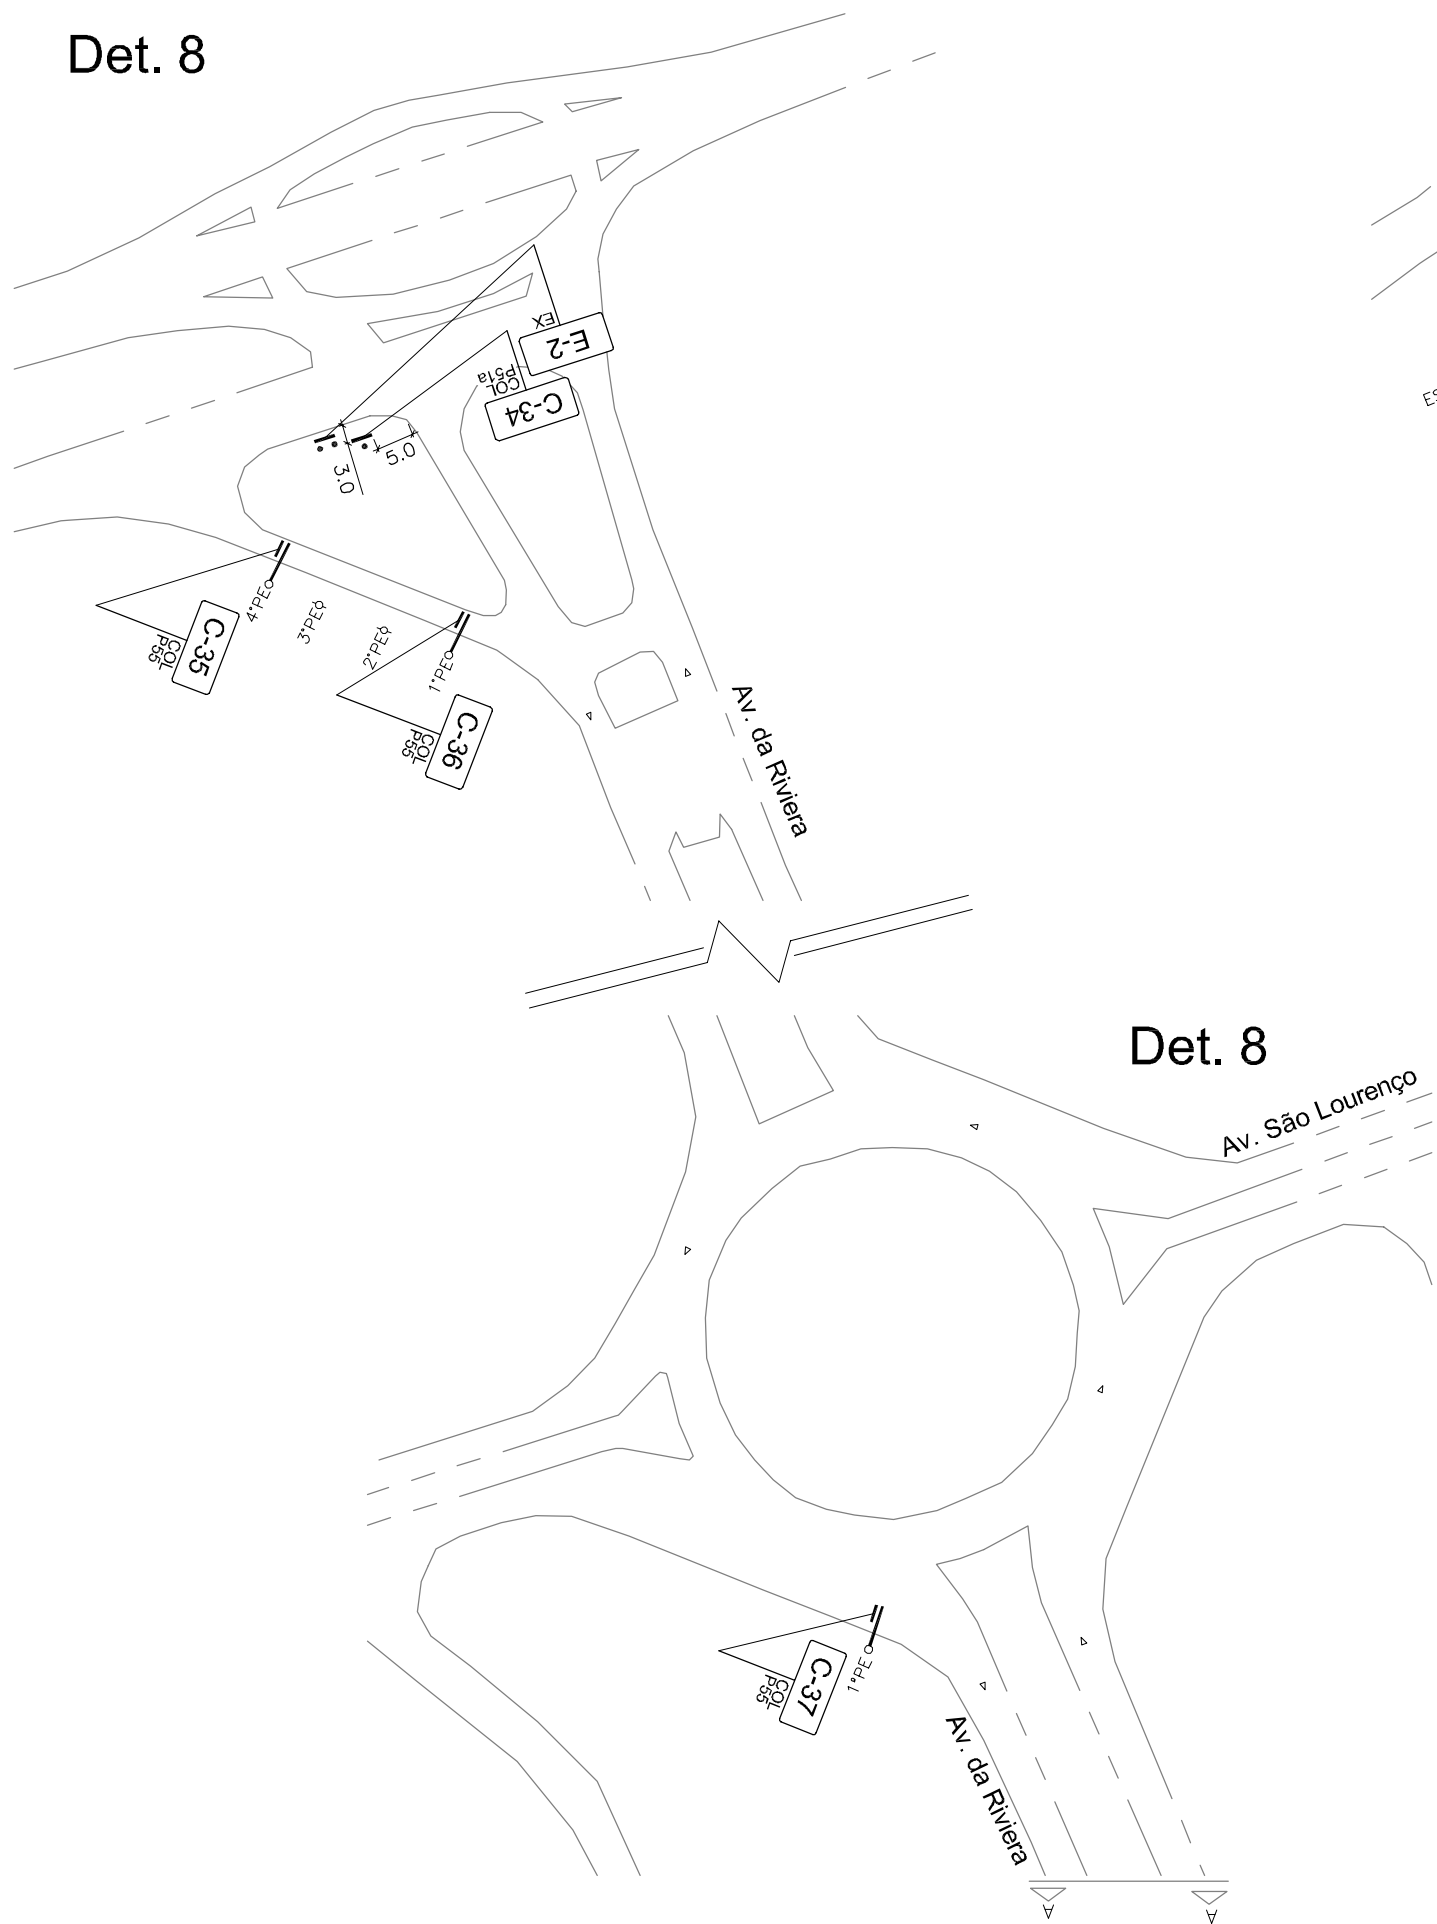 Det. 8
EX
E-2
COL
P51a
C-34
5.0
3.0
4°PE
3°PE
2°PE
1°PE
C-35
COL
P55
C-36
COL
P55
Av. da Riviera
Det. 8
Av. São Lourenço
1°PE
C-37
COL
P55
Av. da Riviera
A
A